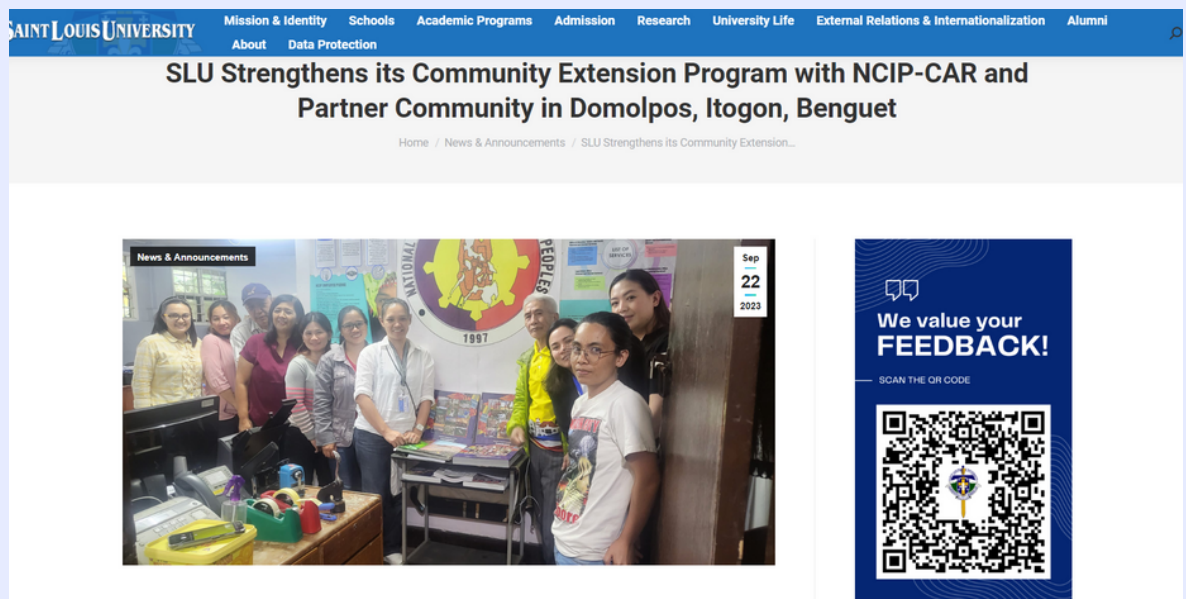 SAINT LOUIS UNIVERSITY
Mission & Identity Schools Academic Programs Admission Research University Life External Relations & Internationalization Alumni
About Data Protection
SLU Strengthens its Community Extension Program with NCIP-CAR and
Partner Community in Domolpos, Itogon, Benguet
Home / News & Announcements / SLU Strengthens its Community Extension...
News & Announcements
Sep
22
2023
NATIONAL
PEOPLES
1997
LIST OF
SERVICES
We value your
FEEDBACK!
SCAN THE QR CODE